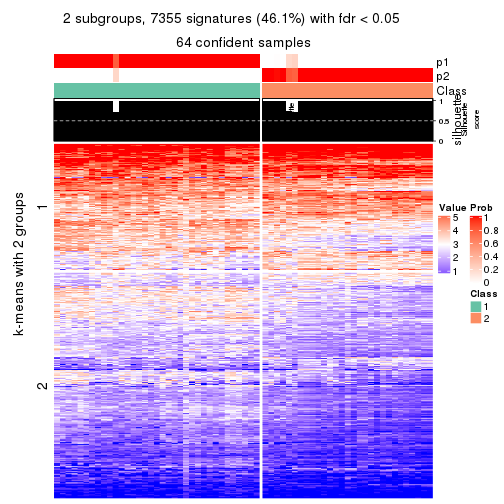 2 subgroups, 7355 signatures (46.1%) with fdr < 0.05
64 confident samples
p1
p2
Class
1
0.5
0
silhouette
Silhouette
score
k-means with 2 groups
1
2
Value
5
4
3
2
1
Prob
1
0.8
0.6
0.4
0.2
0
Class
1
2